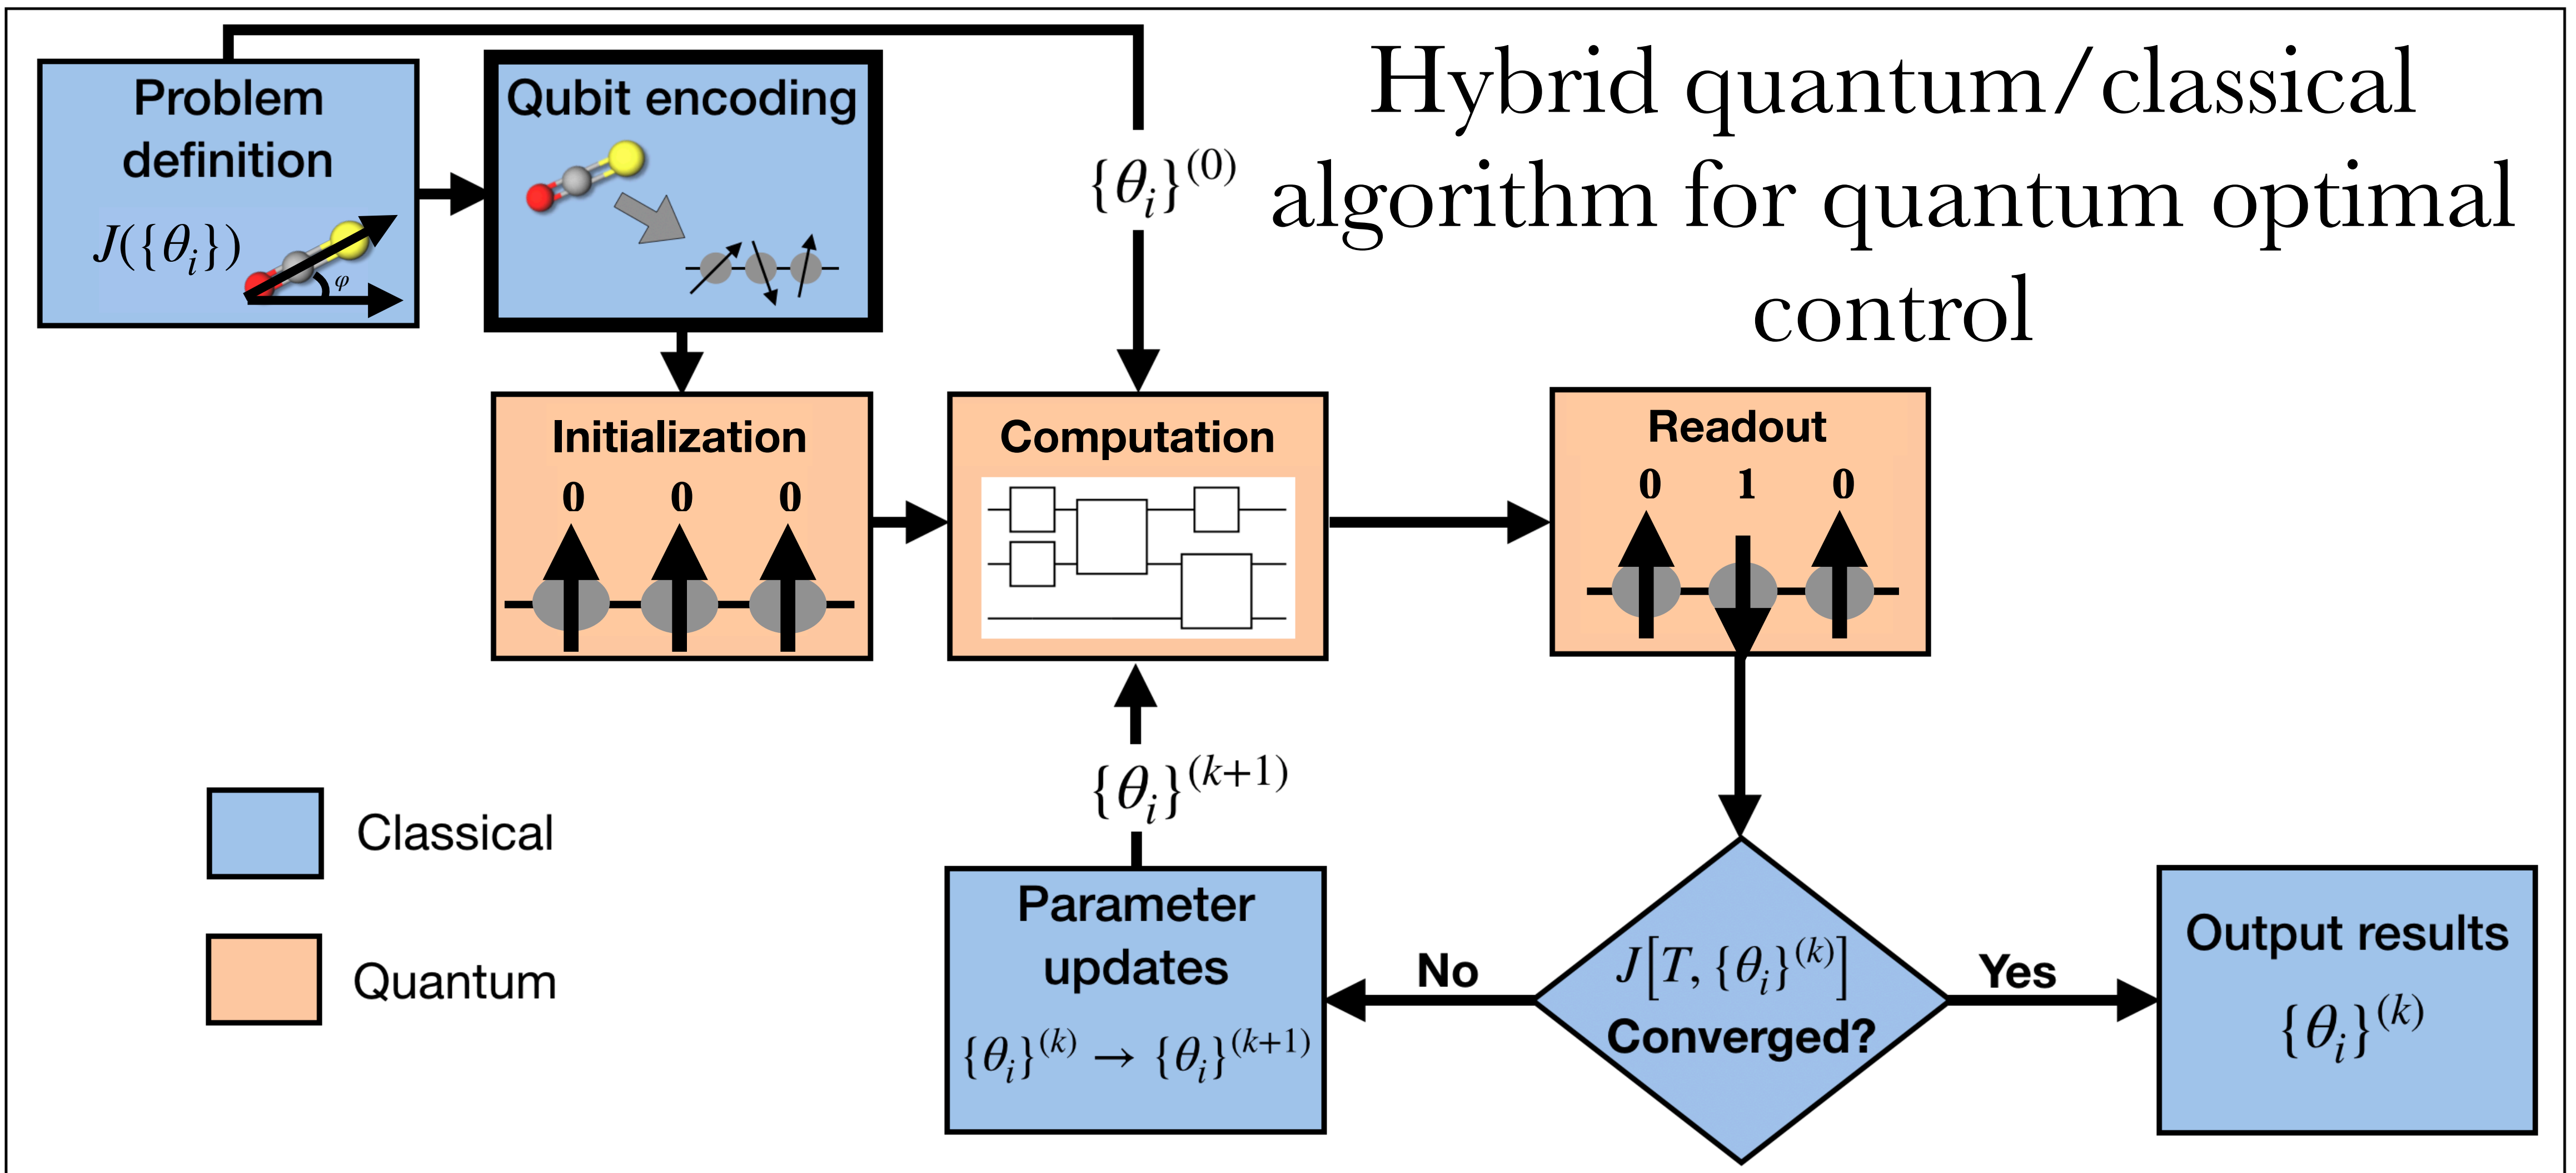 Hybrid quantum/classical
algorithm for quantum optimal
control
Problem
definition
J({θᵢ})
φ
Qubit encoding
{θᵢ}⁽⁰⁾
Initialization
0 0 0
Computation
Readout
0 1 0
{θᵢ}⁽ᵏ⁺¹⁾
Classical
Quantum
Parameter
updates
{θᵢ}⁽ᵏ⁾ → {θᵢ}⁽ᵏ⁺¹⁾
No
J[T, {θᵢ}⁽ᵏ⁾]
Converged?
Yes
Output results
{θᵢ}⁽ᵏ⁾